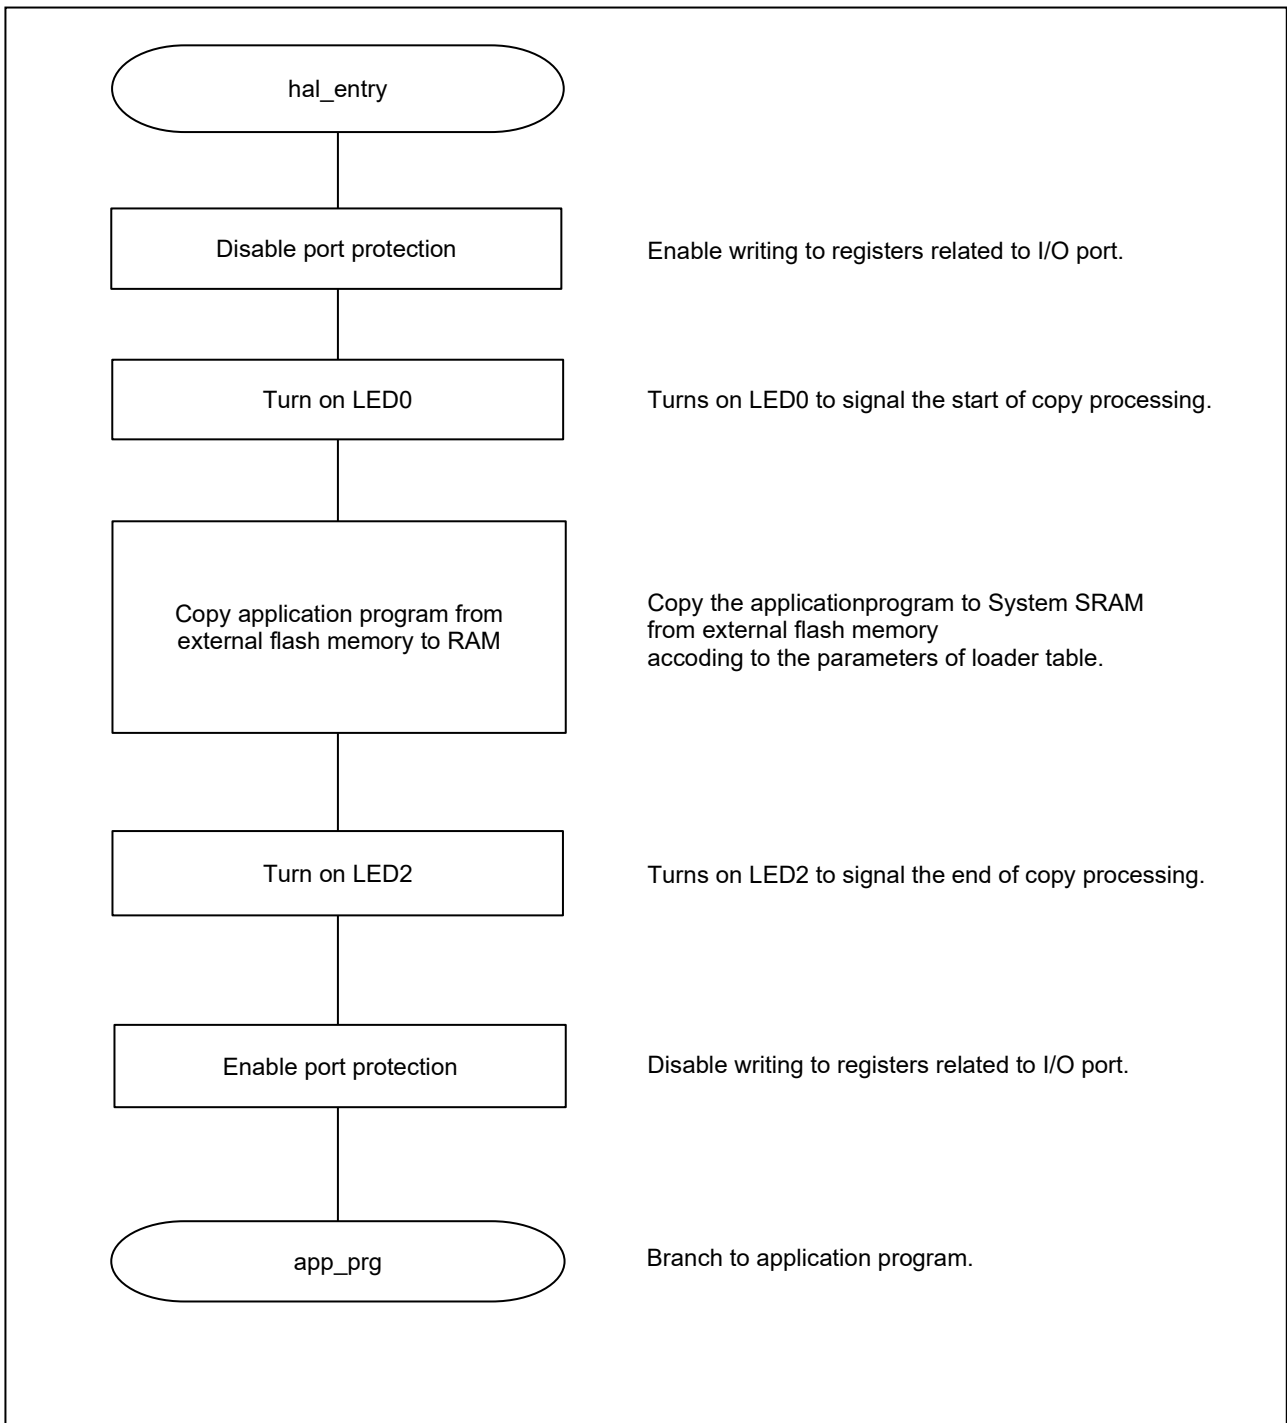 hal_entry
Disable port protection
Enable writing to registers related to I/O port.
Turn on LED0
Turns on LED0 to signal the start of copy processing.
Copy application program from
external flash memory to RAM
Copy the applicationprogram to System SRAM
from external flash memory
accoding to the parameters of loader table.
Turn on LED2
Turns on LED2 to signal the end of copy processing.
Enable port protection
Disable writing to registers related to I/O port.
app_prg
Branch to application program.